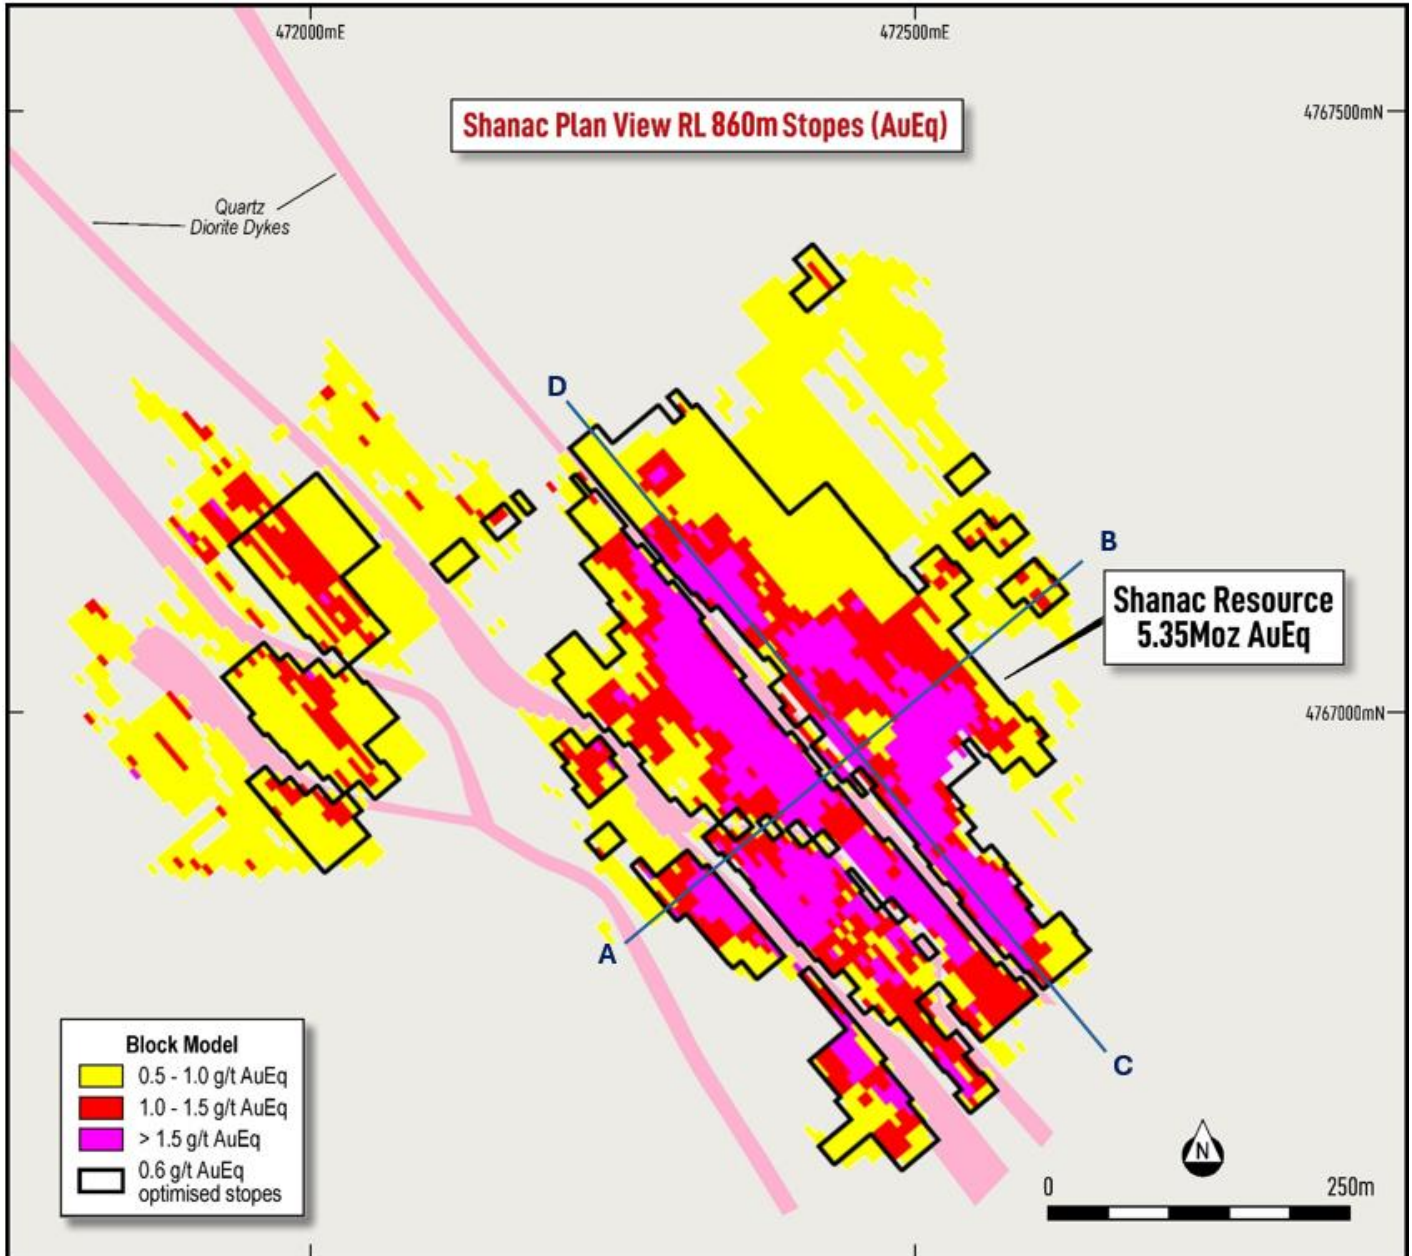 472000mE
472500mE
4767500mN
Shanac Plan View RL 860m Stopes (AuEq)
Quartz
Diorite Dykes
D
B
Shanac Resource
5.35Moz AuEq
4767000mN
A
C
Block Model
0.5 - 1.0 g/t AuEq
1.0 - 1.5 g/t AuEq
> 1.5 g/t AuEq
0.6 g/t AuEq
optimised stopes
N
0
250m